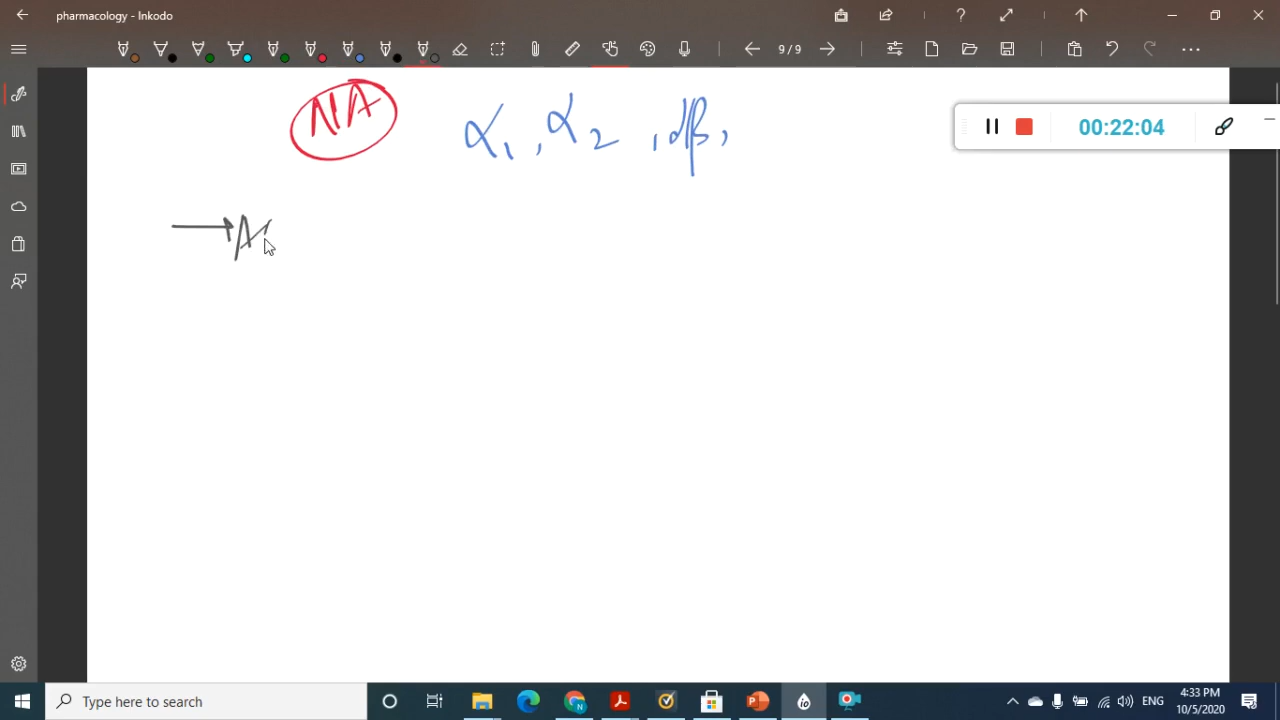 pharmacology - Inkodo
9/9
NA α1, α2, dβ,
00:22:04
→ A
Type here to search
ENG
4:33 PM
10/5/2020